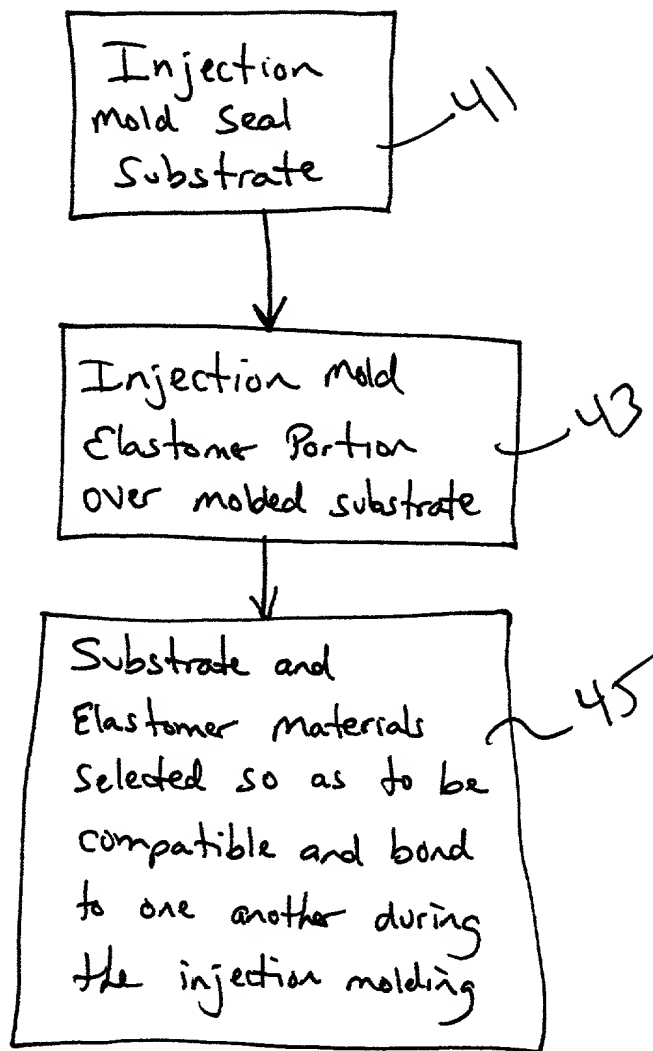 Injection
Mold Seal
Substrate
41
Injection Mold
Elastomer Portion
over molded substrate
43
Substrate and
Elastomer Materials
selected so as to be
compatible and bond
to one another during
the injection molding
45